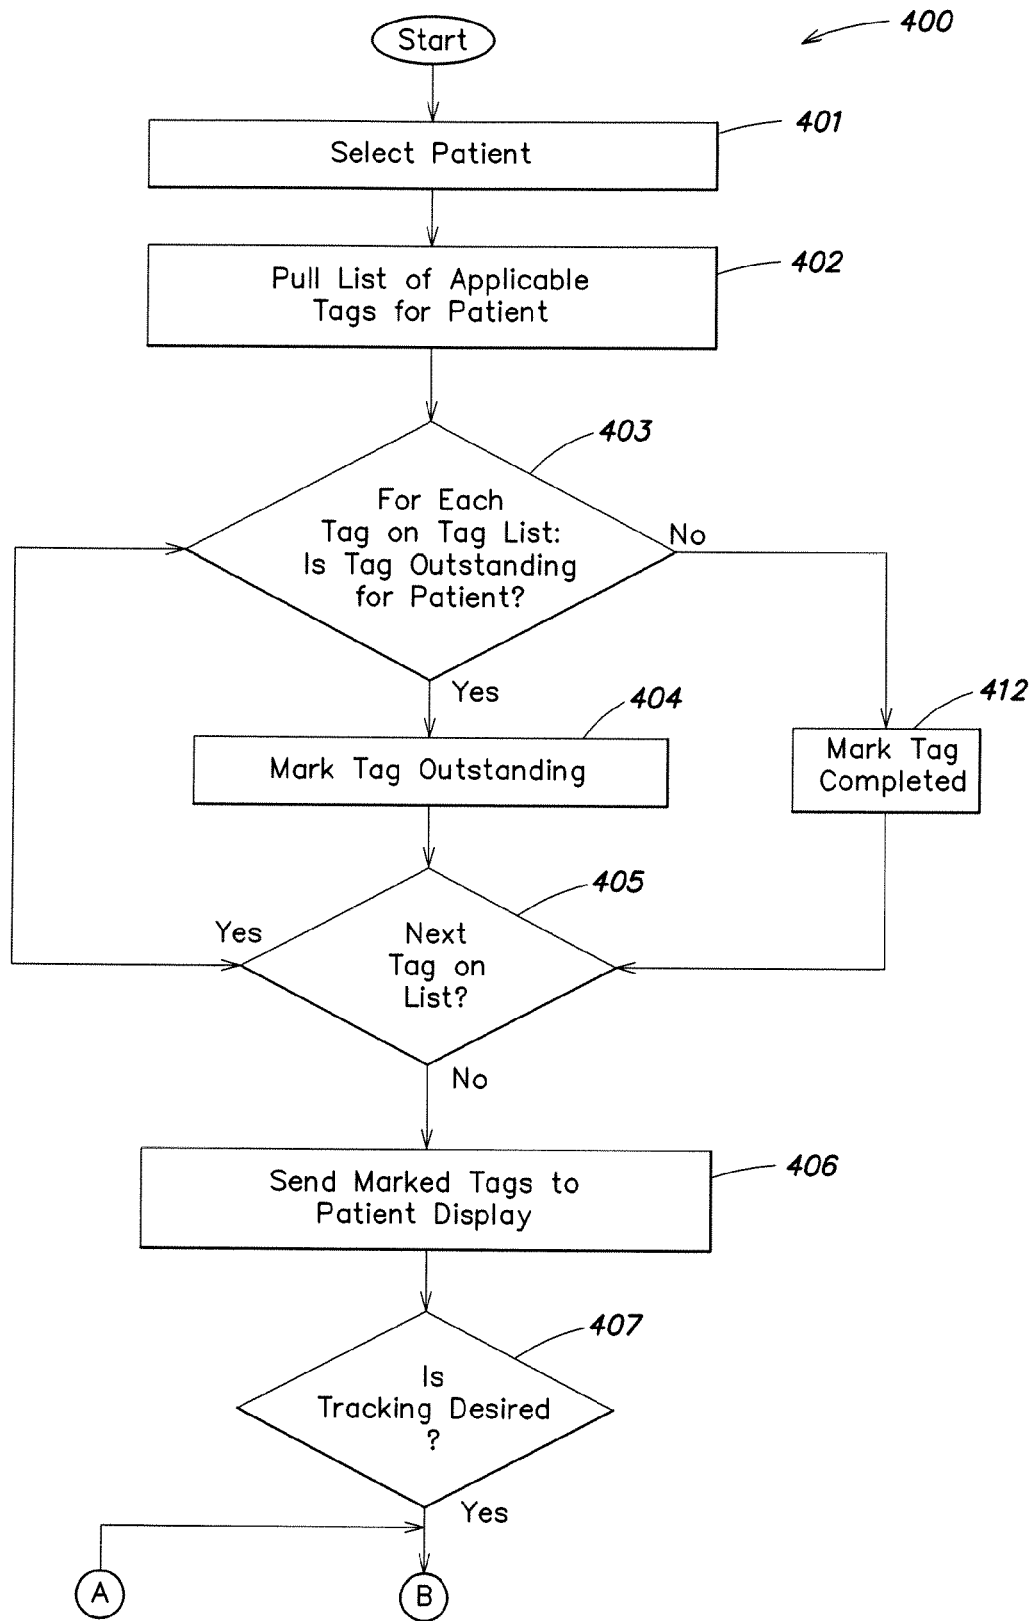 Start
400
401
Select Patient
402
Pull List of Applicable
Tags for Patient
403
For Each
Tag on Tag List:
Is Tag Outstanding
for Patient?
No
Yes
404
Mark Tag Outstanding
412
Mark Tag
Completed
405
Yes
Next
Tag on
List?
No
406
Send Marked Tags to
Patient Display
407
Is
Tracking Desired
?
Yes
A
B